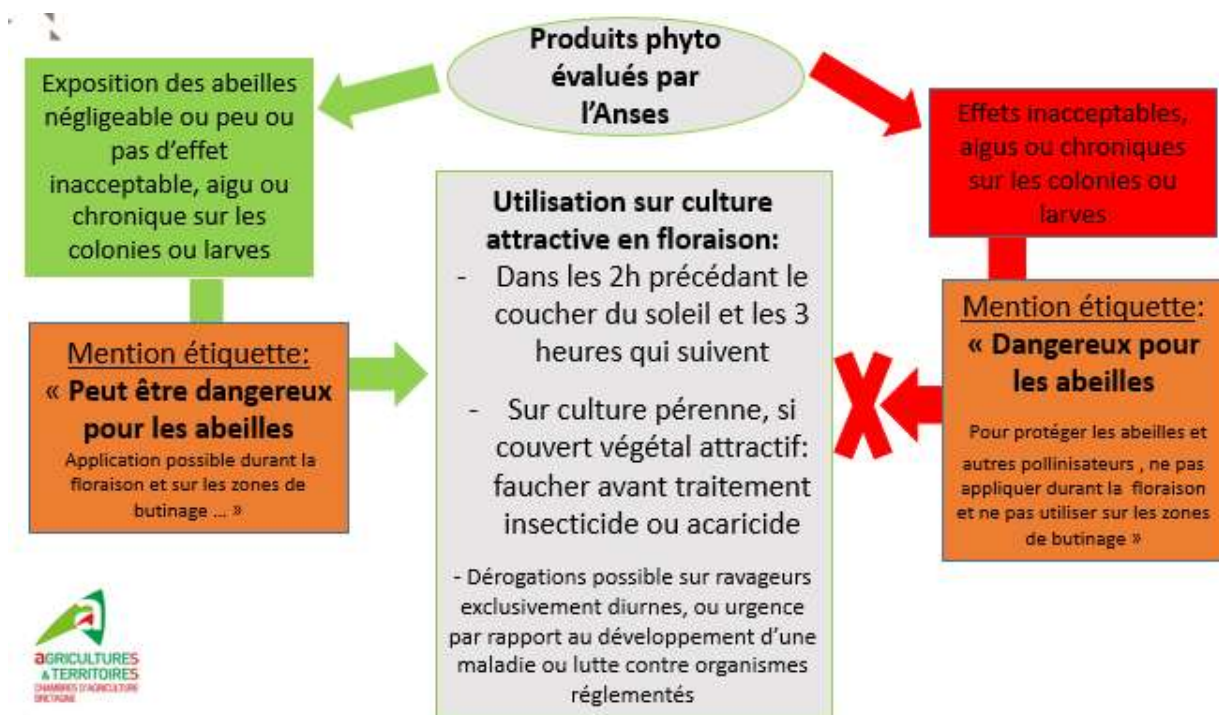 Produits phyto
évalués par
l'Anses
Exposition des abeilles
négligeable ou peu ou
pas d'effet
inacceptable, aigu ou
chronique sur les
colonies ou larves
Mention étiquette:
« Peut être dangereux
pour les abeilles
Application possible durant la
floraison et sur les zones de
butinage ... »
Utilisation sur culture
attractive en floraison:
- Dans les 2h précédant le
coucher du soleil et les 3
heures qui suivent
- Sur culture pérenne, si
couvert végétal attractif:
faucher avant traitement
insecticide ou acaricide
- Dérogations possible sur ravageurs
exclusivement diurnes, ou urgence
par rapport au développement d'une
maladie ou lutte contre organismes
réglementés
Effets inacceptables,
aigus ou chroniques
sur les colonies ou
larves
Mention étiquette:
« Dangereux pour
les abeilles
Pour protéger les abeilles et
autres pollinisateurs , ne pas
appliquer durant la floraison
et ne pas utiliser sur les zones
de butinage »
a
aGRICULTURES
& TERRITOIRES
CHAMBRES D'AGRICULTURE
BRETAGNE